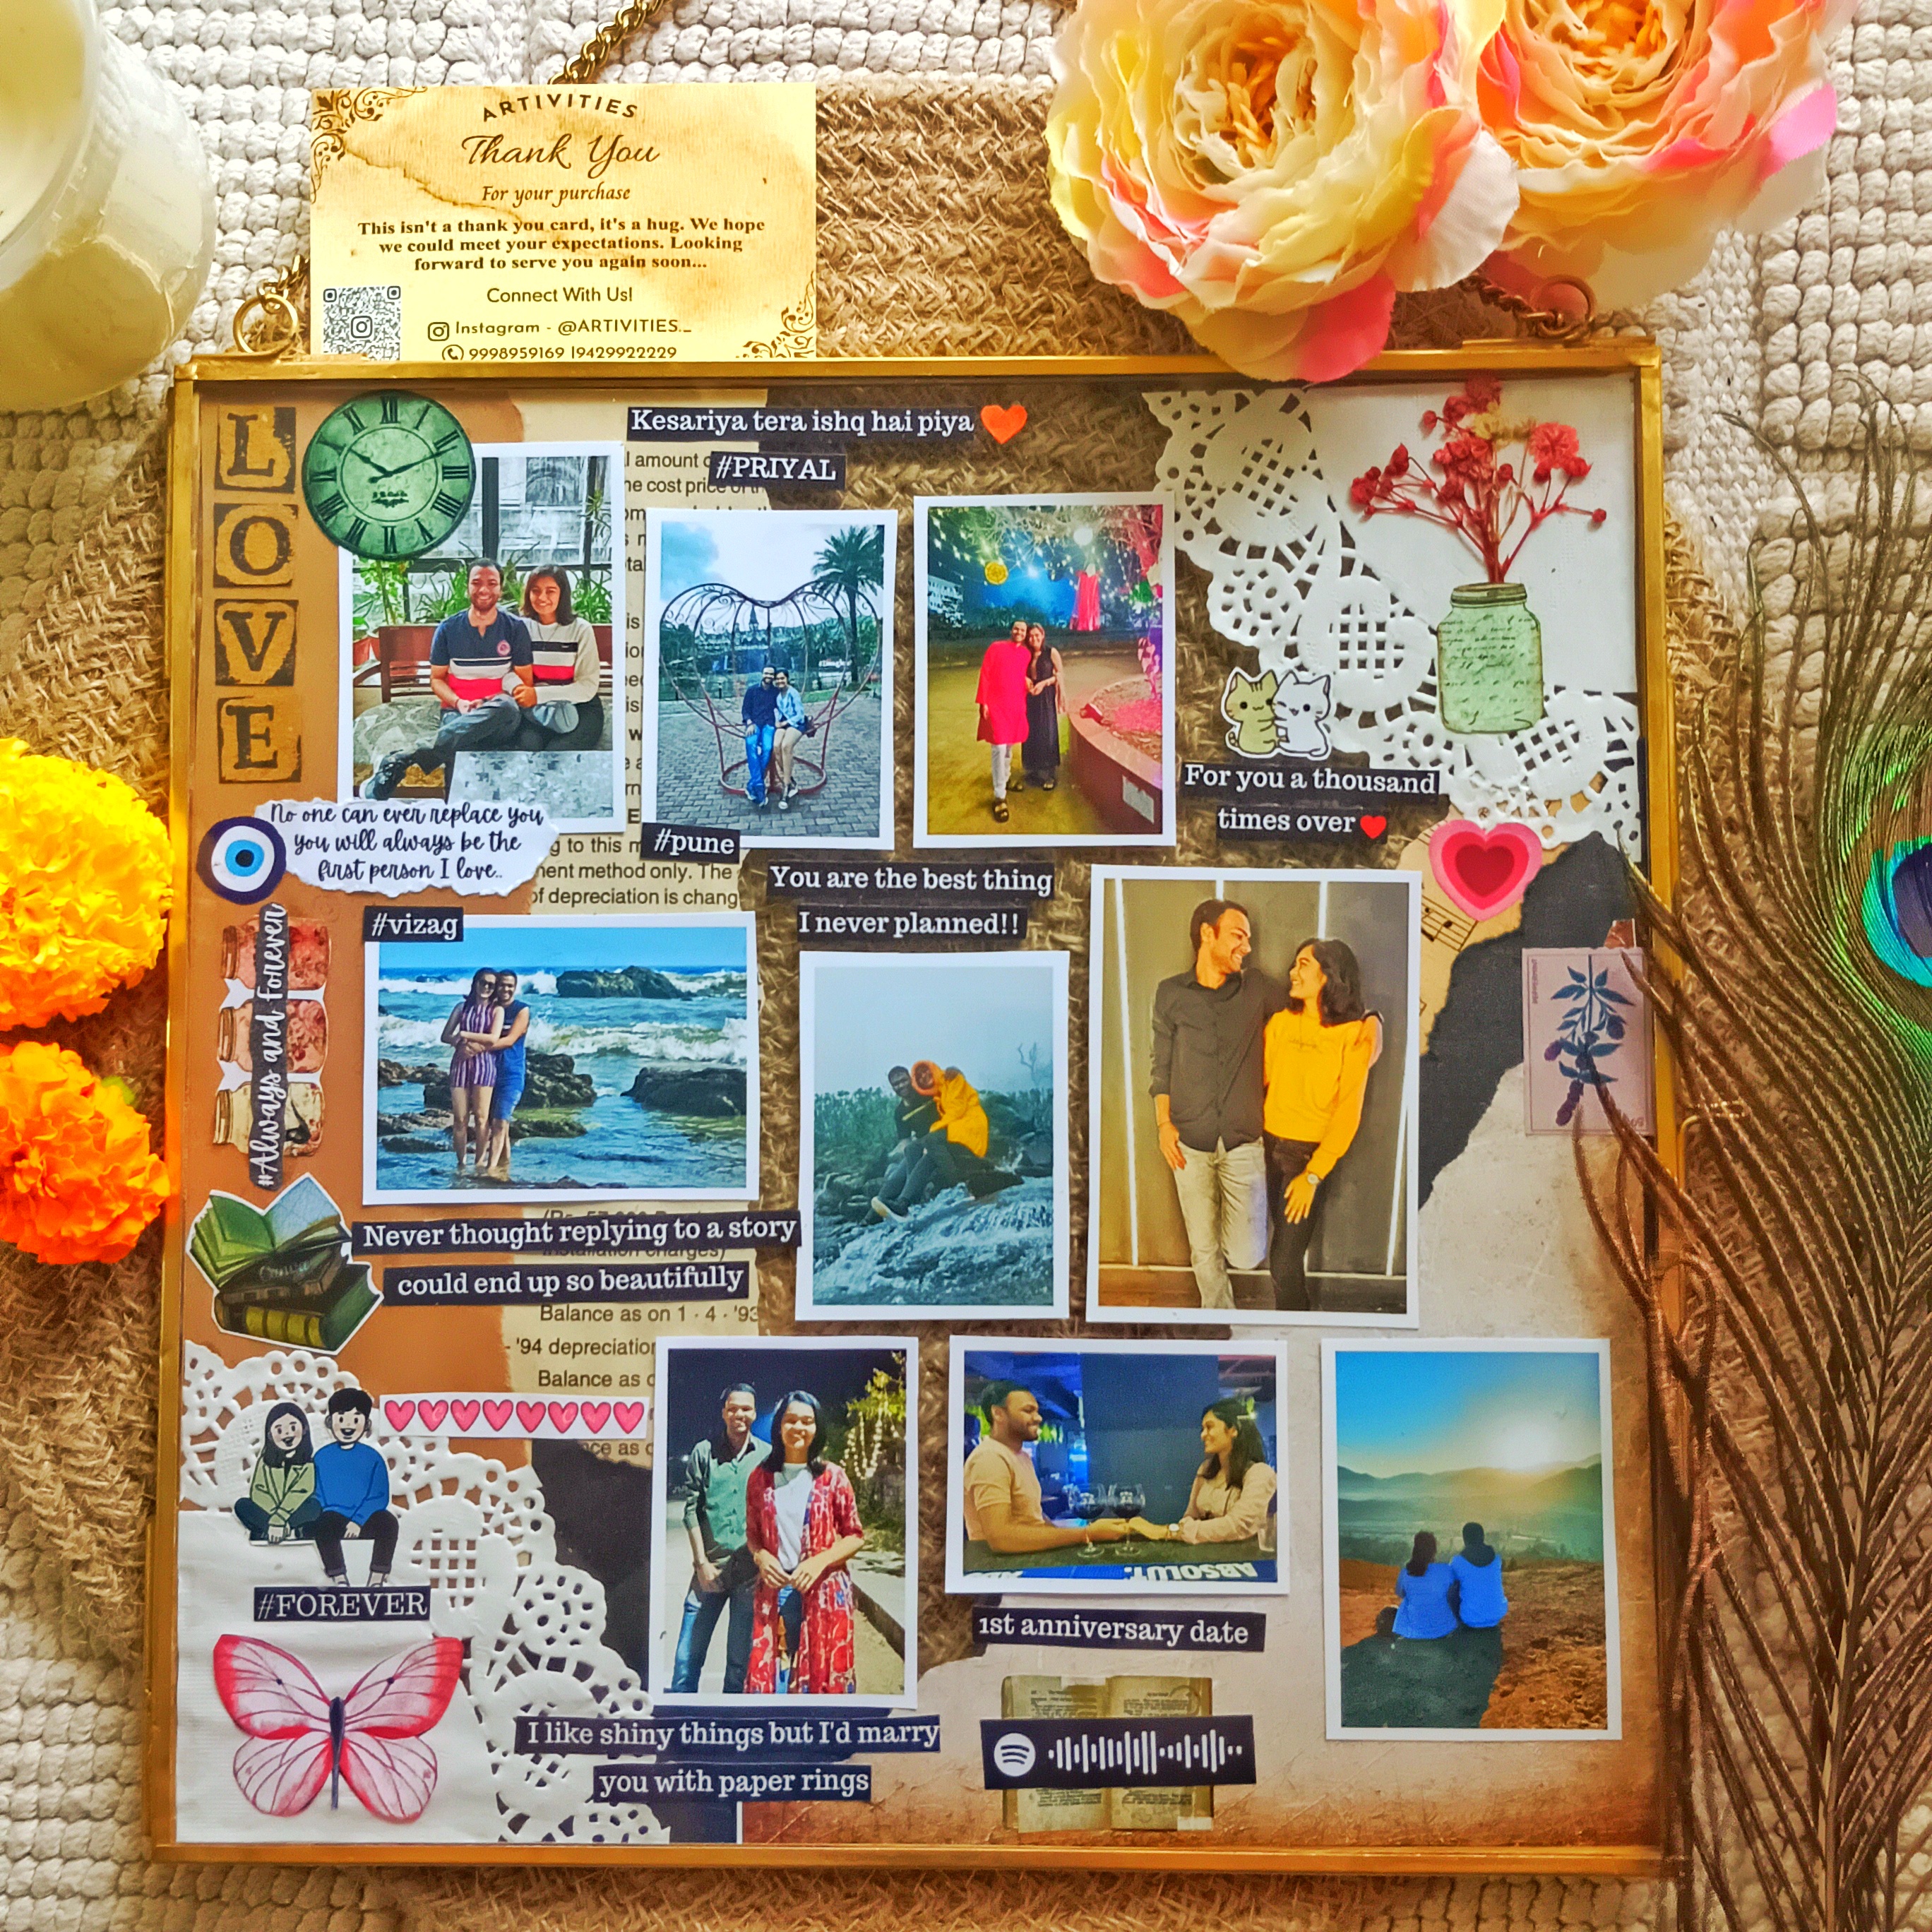 ARTIVITIES
Thank You
For your purchase
This isn't a thank you card, it's a hug. We hope
we could meet your expectations. Looking
forward to serve you again soon...
Connect With Us!
Instagram - @ARTIVITIES._
9998959169 |9429922229
LOVE
Kesariya tera ishq hai piya
#PRIYAL
l amount
cost price
For you a thousand
times over
#pune
No one can ever replace you
you will always be the
first person I love..
g to this
ment method only. The
of depreciation is chang
You are the best thing
I never planned!!
#vizag
#Always and Forever
Never thought replying to a story
could end up so beautifully
installation charges)
Balance as on 1 · 4 · '93
- '94 depreciation
Balance as
as
#FOREVER
ABSOLUT.
1st anniversary date
I like shiny things but I'd marry
you with paper rings